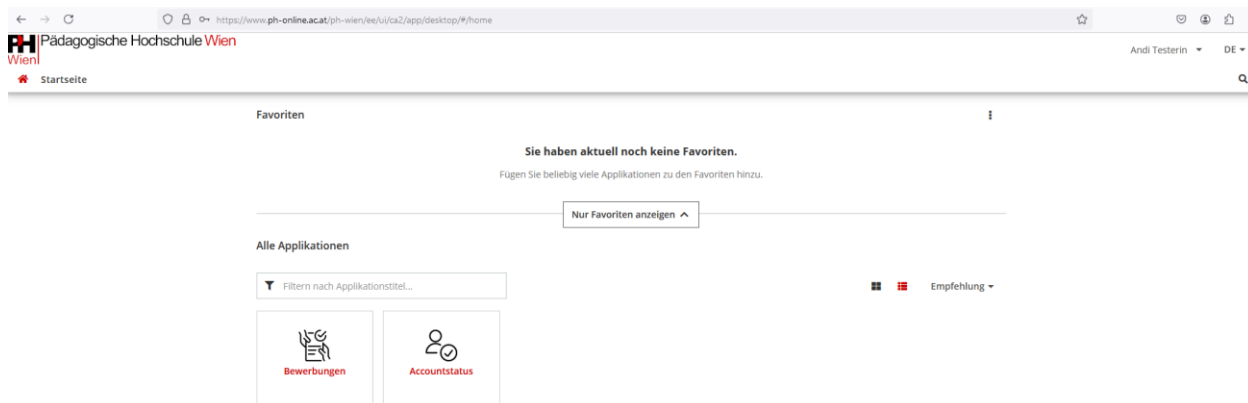 https://www.ph-online.ac.at/ph-wien/ee/ui/ca2/app/desktop/#/home
PH Wien
Pädagogische Hochschule Wien
Andi Testerin
DE
Startseite
Favoriten
Sie haben aktuell noch keine Favoriten.
Fügen Sie beliebig viele Applikationen zu den Favoriten hinzu.
Nur Favoriten anzeigen
Alle Applikationen
Filtern nach Applikationstitel...
Empfehlung
Bewerbungen
Accountstatus